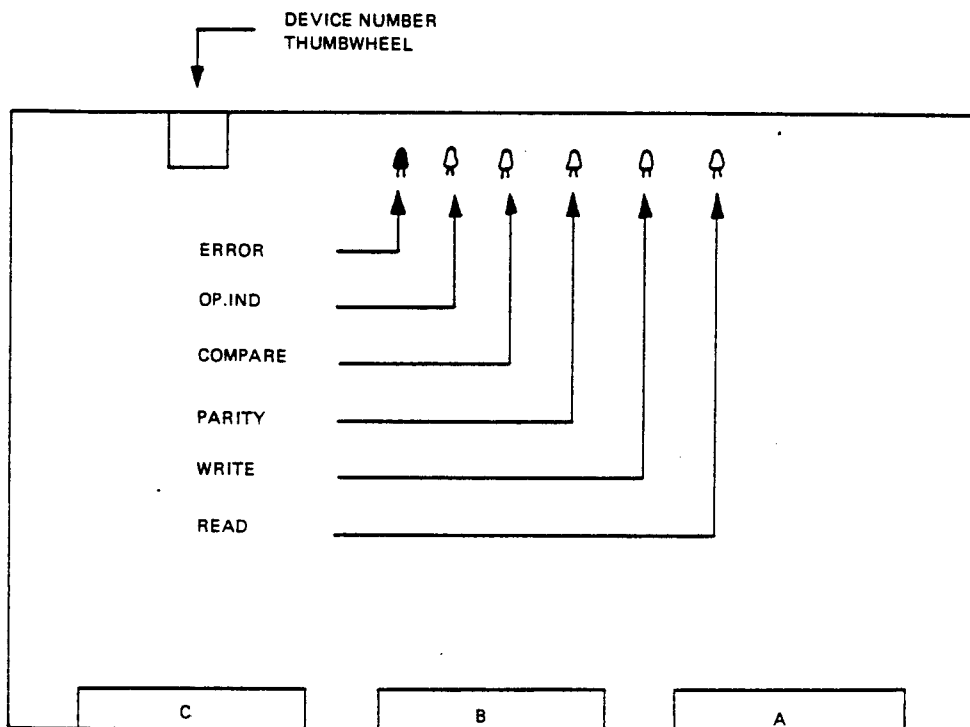 DEVICE NUMBER
THUMBWHEEL
ERROR
OP.IND
COMPARE
PARITY
WRITE
READ
C
B
A